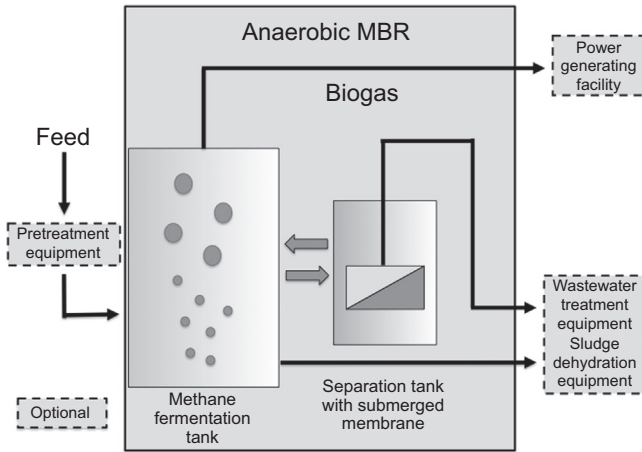 Anaerobic MBR
Power
generating
facility
Biogas
Feed
Pretreatment
equipment
Wastewater
treatment
equipment
Sludge
dehydration
equipment
Methane
fermentation
tank
Separation tank
with submerged
membrane
Optional